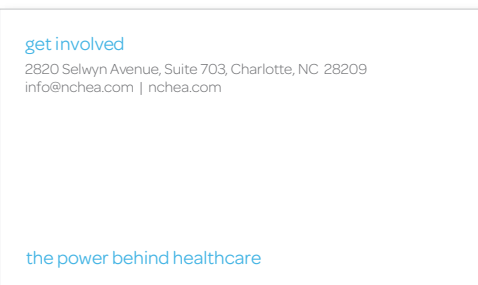 get involved
2820 Selwyn Avenue, Suite 703, Charlotte, NC 28209
info@nchea.com | nchea.com
the power behind healthcare